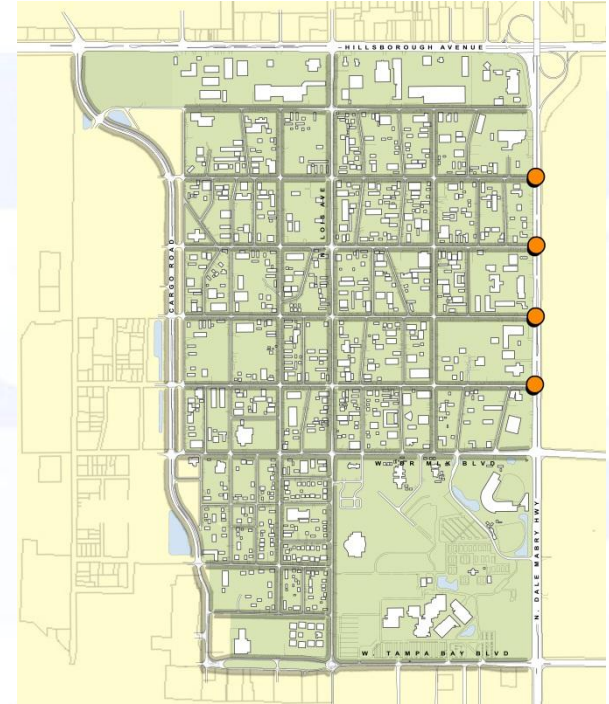 HILLSBOROUGH AVENUE
LOIS AVE
CARGO ROAD
W. DR MLK BLVD
N. DALE MABRY HWY
W. TAMPA BAY BLVD